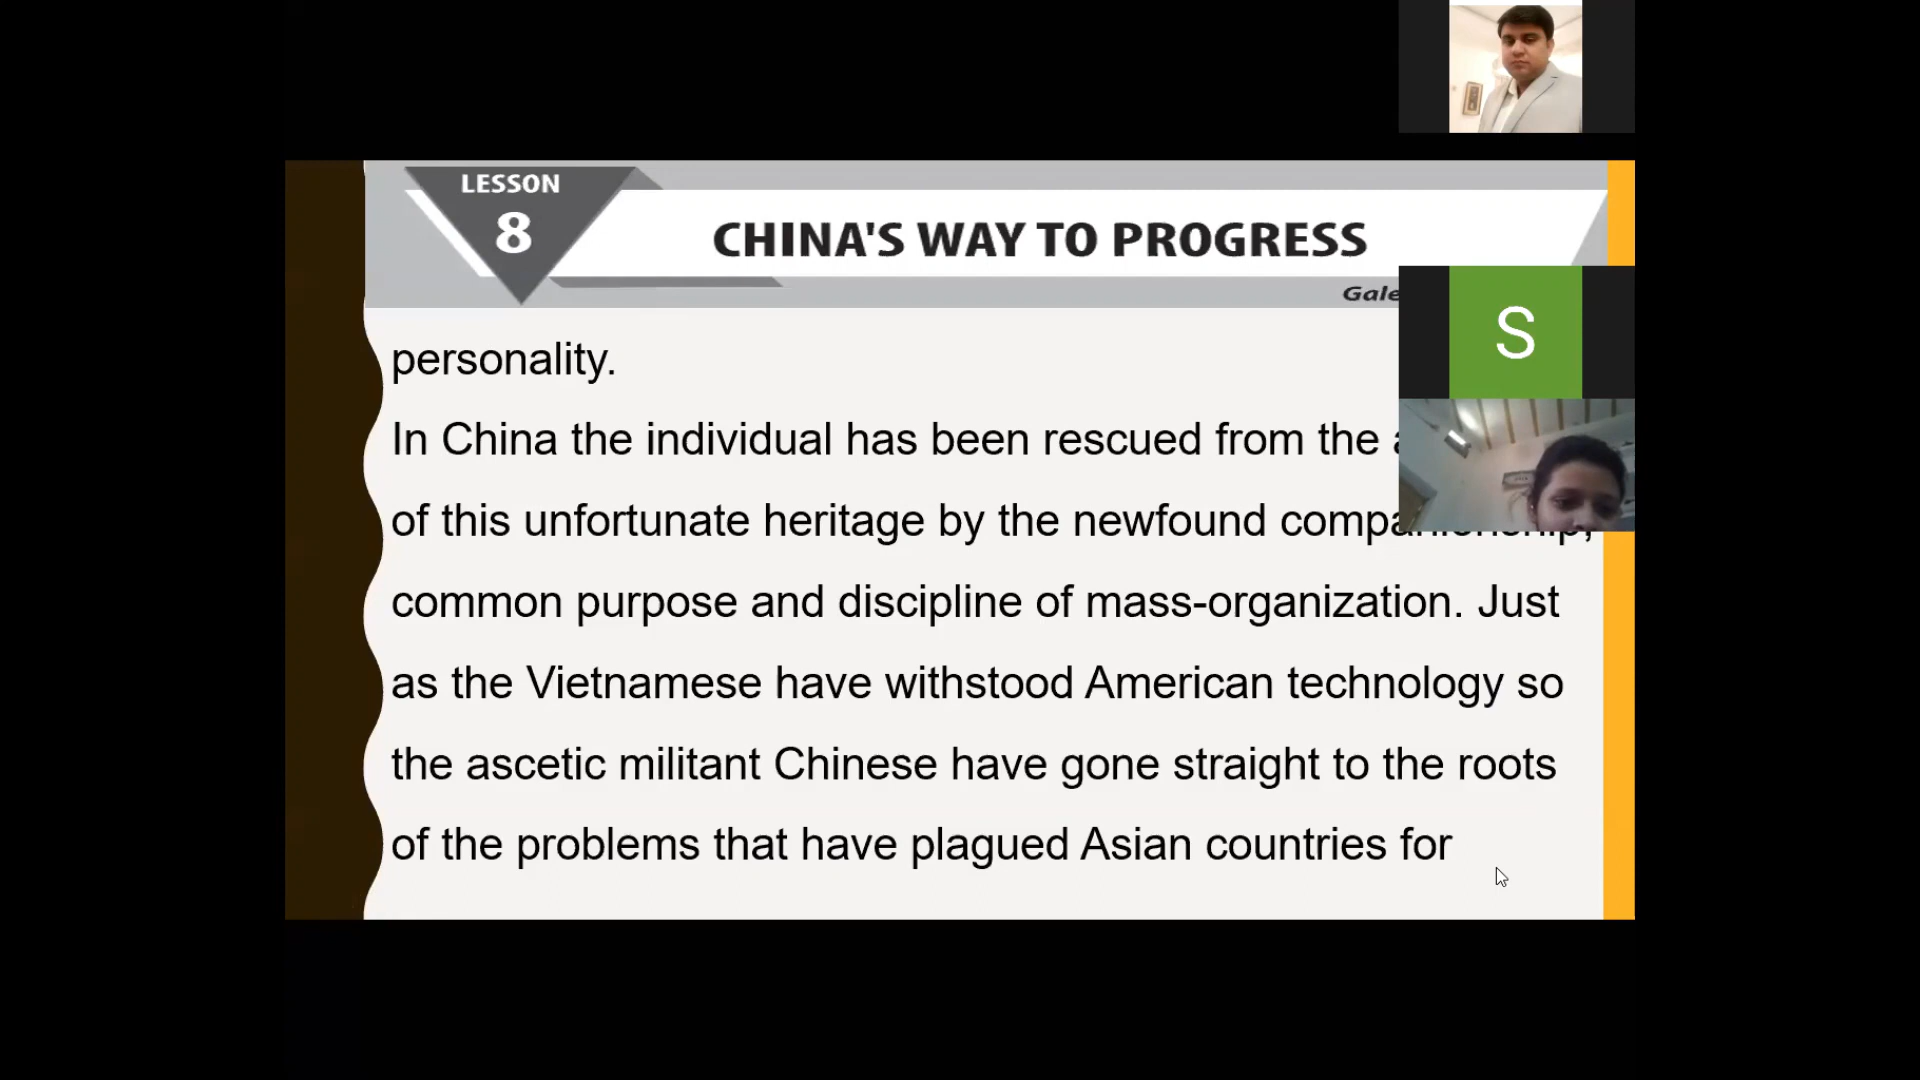 LESSON
8
CHINA'S WAY TO PROGRESS
S
personality.
In China the individual has been rescued from the
of this unfortunate heritage by the newfound companionship,
common purpose and discipline of mass-organization. Just
as the Vietnamese have withstood American technology so
the ascetic militant Chinese have gone straight to the roots
of the problems that have plagued Asian countries for